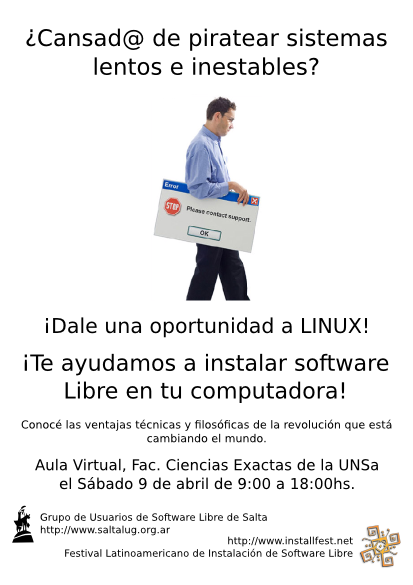 ¿Cansad@ de piratear sistemas
lentos e inestables?
Error
STOP
Please contact support.
OK
¡Dale una oportunidad a LINUX!
¡Te ayudamos a instalar software
Libre en tu computadora!
Conocé las ventajas técnicas y filosóficas de la revolución que está
cambiando el mundo.
Aula Virtual, Fac. Ciencias Exactas de la UNSa
el Sábado 9 de abril de 9:00 a 18:00hs.
Grupo de Usuarios de Software Libre de Salta
http://www.saltalug.org.ar
http://www.installfest.net
Festival Latinoamericano de Instalación de Software Libre